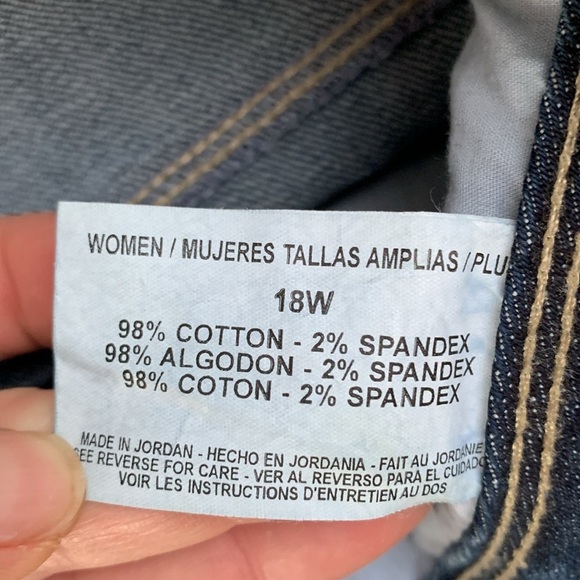 WOMEN / MUJERES TALLAS AMPLIAS / PLU
18W
98% COTTON - 2% SPANDEX
98% ALGODON - 2% SPANDEX
98% COTON - 2% SPANDEX
MADE IN JORDAN - HECHO EN JORDANIA - FAIT AU JORDANIE
SEE REVERSE FOR CARE - VER AL REVERSO PARA EL CUIDADO
VOIR LES INSTRUCTIONS D'ENTRETIEN AU DOS